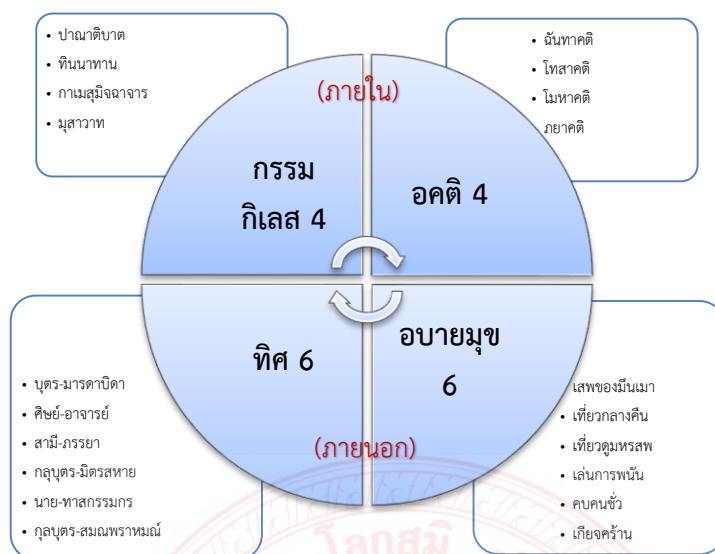 • ปาณาติบาต
• ทินนาทาน
• กาเมสุมิจฉาจาร
• มุสาวาท
• ฉันทาคติ
• โทสาคติ
• โมหาคติ
ภยาคติ
(ภายใน)
กรรม
กิเลส 4
อคติ 4
ทิศ 6
อบายมุข
6
(ภายนอก)
• บุตร-มารดาบิดา
• ศิษย์-อาจารย์
• สามี-ภรรยา
• กลุบุตร-มิตรสหาย
• นาย-ทาสกรรมกร
• กุลบุตร-สมณพราหมณ์
เสพของมึนเมา
• เที่ยวกลางคืน
• เที่ยวดูมหรสพ
• เล่นการพนัน
• คบคนชั่ว
• เกียจคร้าน
โลกสมิ